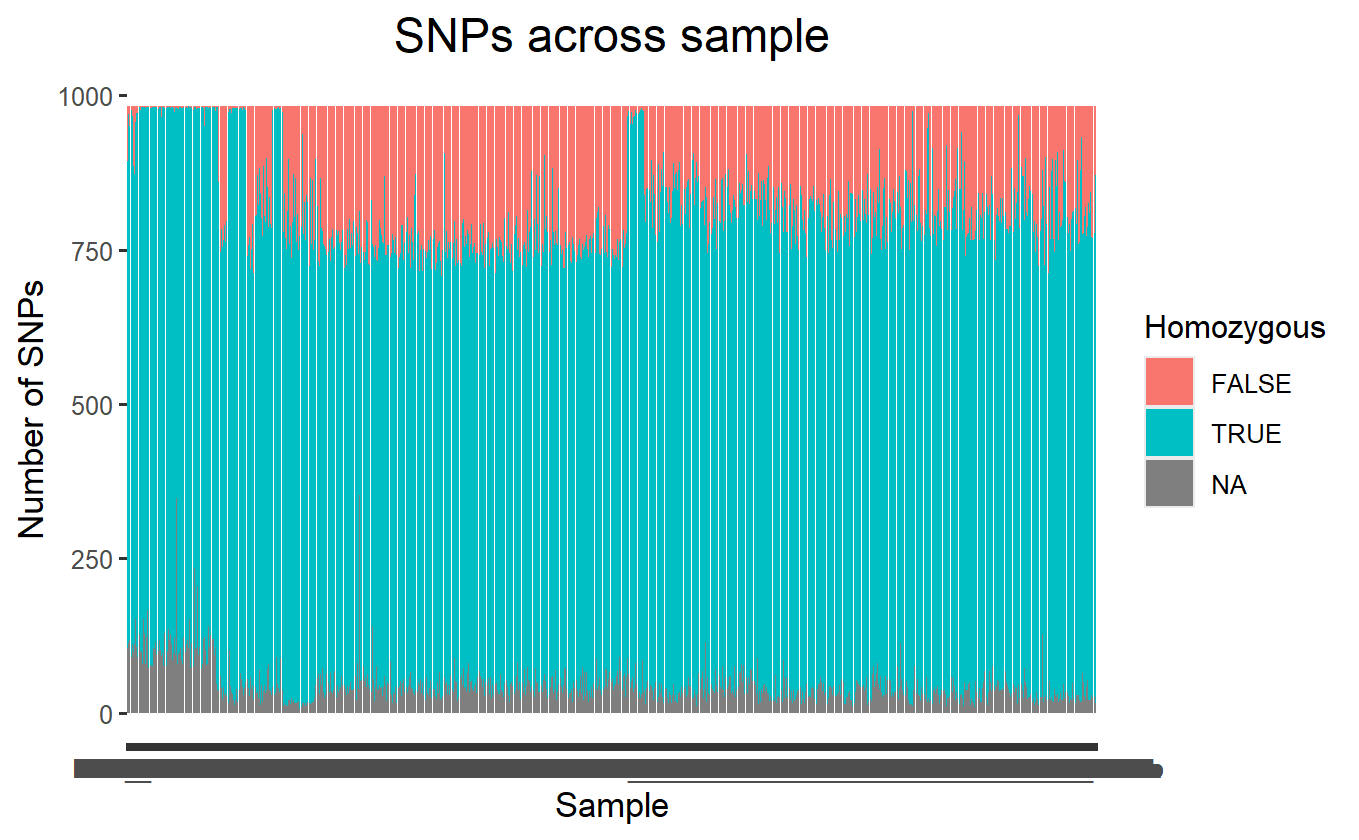 SNPs across sample
1000
750
500
250
0
Number of SNPs
Sample
Homozygous
FALSE
TRUE
NA